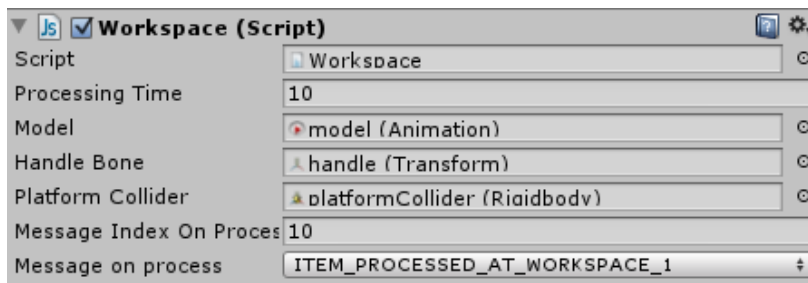 Js Workspace (Script)
Script Workspace
Processing Time 10
Model model (Animation)
Handle Bone handle (Transform)
Platform Collider platformCollider (Rigidbody)
Message Index On Proces 10
Message on process ITEM_PROCESSED_AT_WORKSPACE_1